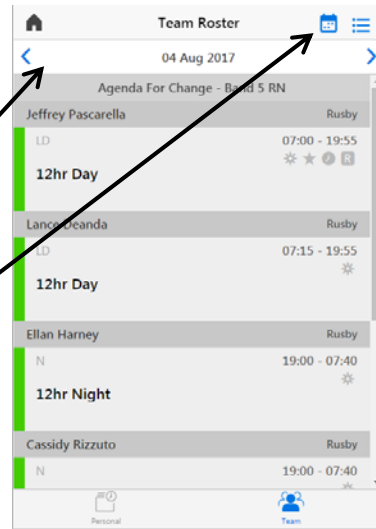 Team Roster
04 Aug 2017
Agenda For Change - Band 5 RN
Jeffrey Pascarella Rusby
LD 07:00 - 19:55
R
12hr Day
Lance Deanda Rusby
LD 07:15 - 19:55
12hr Day
Ellan Harney Rusby
N 19:00 - 07:40
12hr Night
Cassidy Rizzuto Rusby
N 19:00 - 07:40
Personal Team